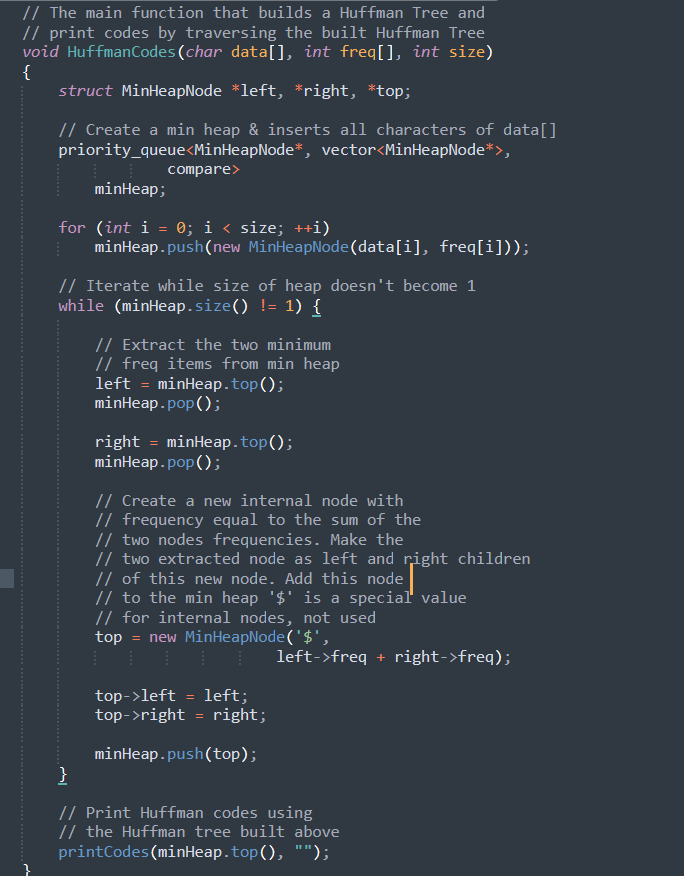 // The main function that builds a Huffman Tree and
// print codes by traversing the built Huffman Tree
void HuffmanCodes(char data[], int freq[], int size)
{
struct MinHeapNode *left, *right, *top;
// Create a min heap & inserts all characters of data[]
priority_queue<MinHeapNode*, vector<MinHeapNode*>,
compare>
minHeap;
for (int i = 0; i < size; ++i)
minHeap.push(new MinHeapNode(data[i], freq[i]));
// Iterate while size of heap doesn't become 1
while (minHeap.size() != 1) {
// Extract the two minimum
// freq items from min heap
left = minHeap.top();
minHeap.pop();
right = minHeap.top();
minHeap.pop();
// Create a new internal node with
// frequency equal to the sum of the
// two nodes frequencies. Make the
// two extracted node as left and right children
// of this new node. Add this node
// to the min heap '$' is a special value
// for internal nodes, not used
top = new MinHeapNode('$',
left->freq + right->freq);
top->left = left;
top->right = right;
minHeap.push(top);
}
// Print Huffman codes using
// the Huffman tree built above
printCodes(minHeap.top(), "");
}